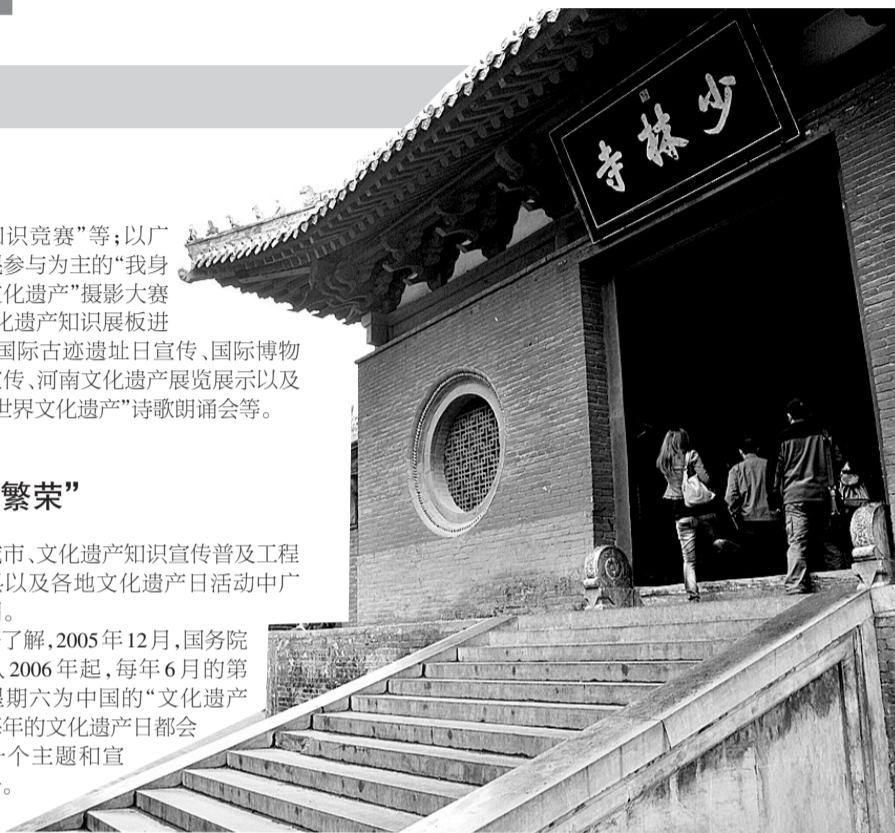 识竞赛”等；以广
参与为主的“我身
化遗产”摄影大赛
化遗产知识展板进
国际古迹遗址日宣传、国际博物
传、河南文化遗产展览展示以及
世界文化遗产”诗歌朗诵会等。
繁荣”
市、文化遗产知识宣传普及工程
以及各地文化遗产日活动中广
。
了解，2005年12月，国务院
2006年起，每年6月的第
星期六为中国的“文化遗产
年的文化遗产日都会
一个主题和宣
。
少林寺